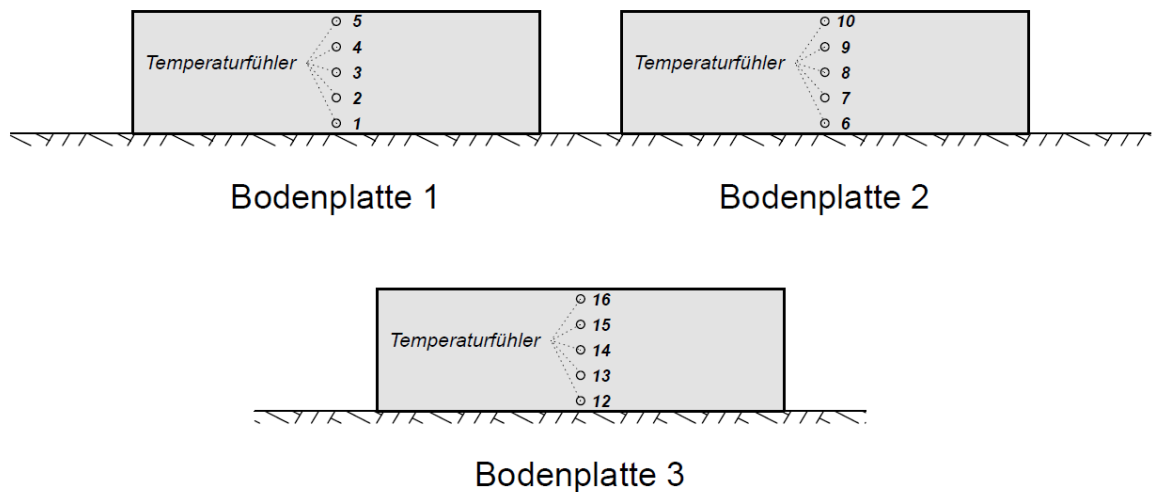 5
4
Temperaturfühler
3
2
1
Bodenplatte 1
10
9
Temperaturfühler
8
7
6
Bodenplatte 2
16
15
Temperaturfühler
14
13
12
Bodenplatte 3